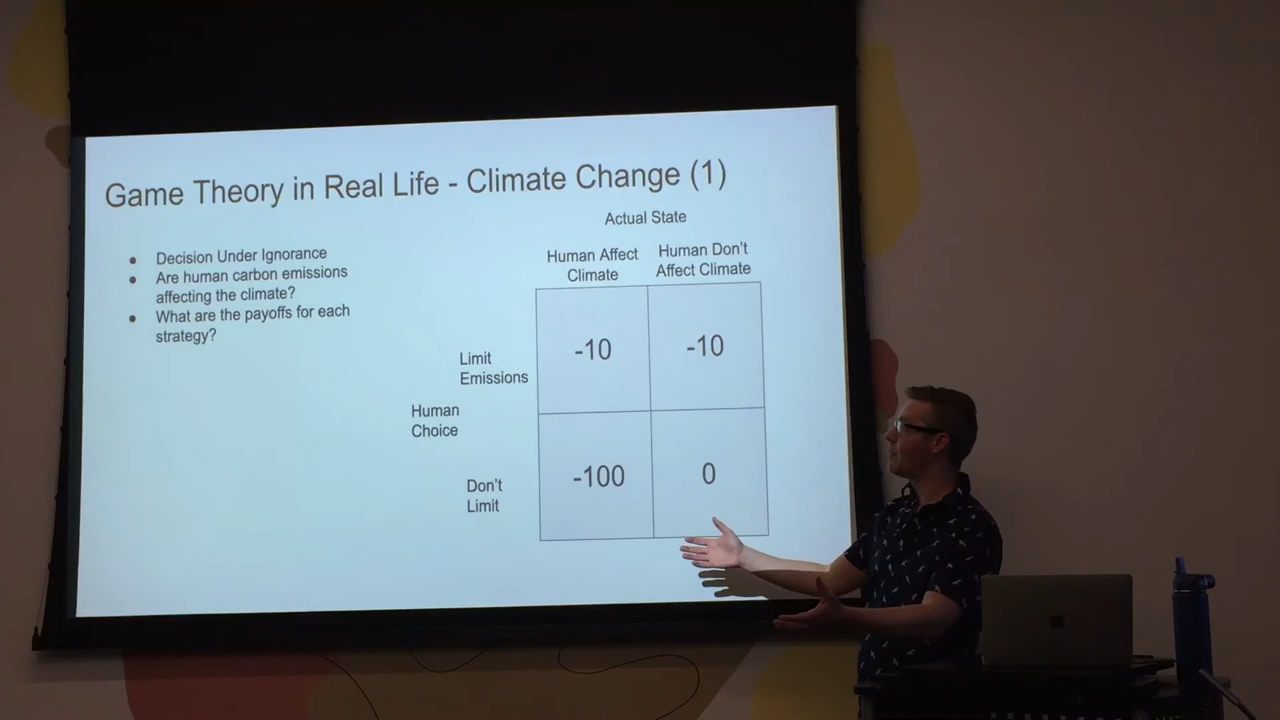 Game Theory in Real Life - Climate Change (1)
● Decision Under Ignorance
● Are human carbon emissions
affecting the climate?
● What are the payoffs for each
strategy?
Actual State
Human Affect
Climate
Human Don't
Affect Climate
Human
Choice
Limit
Emissions
-10
-10
Don't
Limit
-100
0